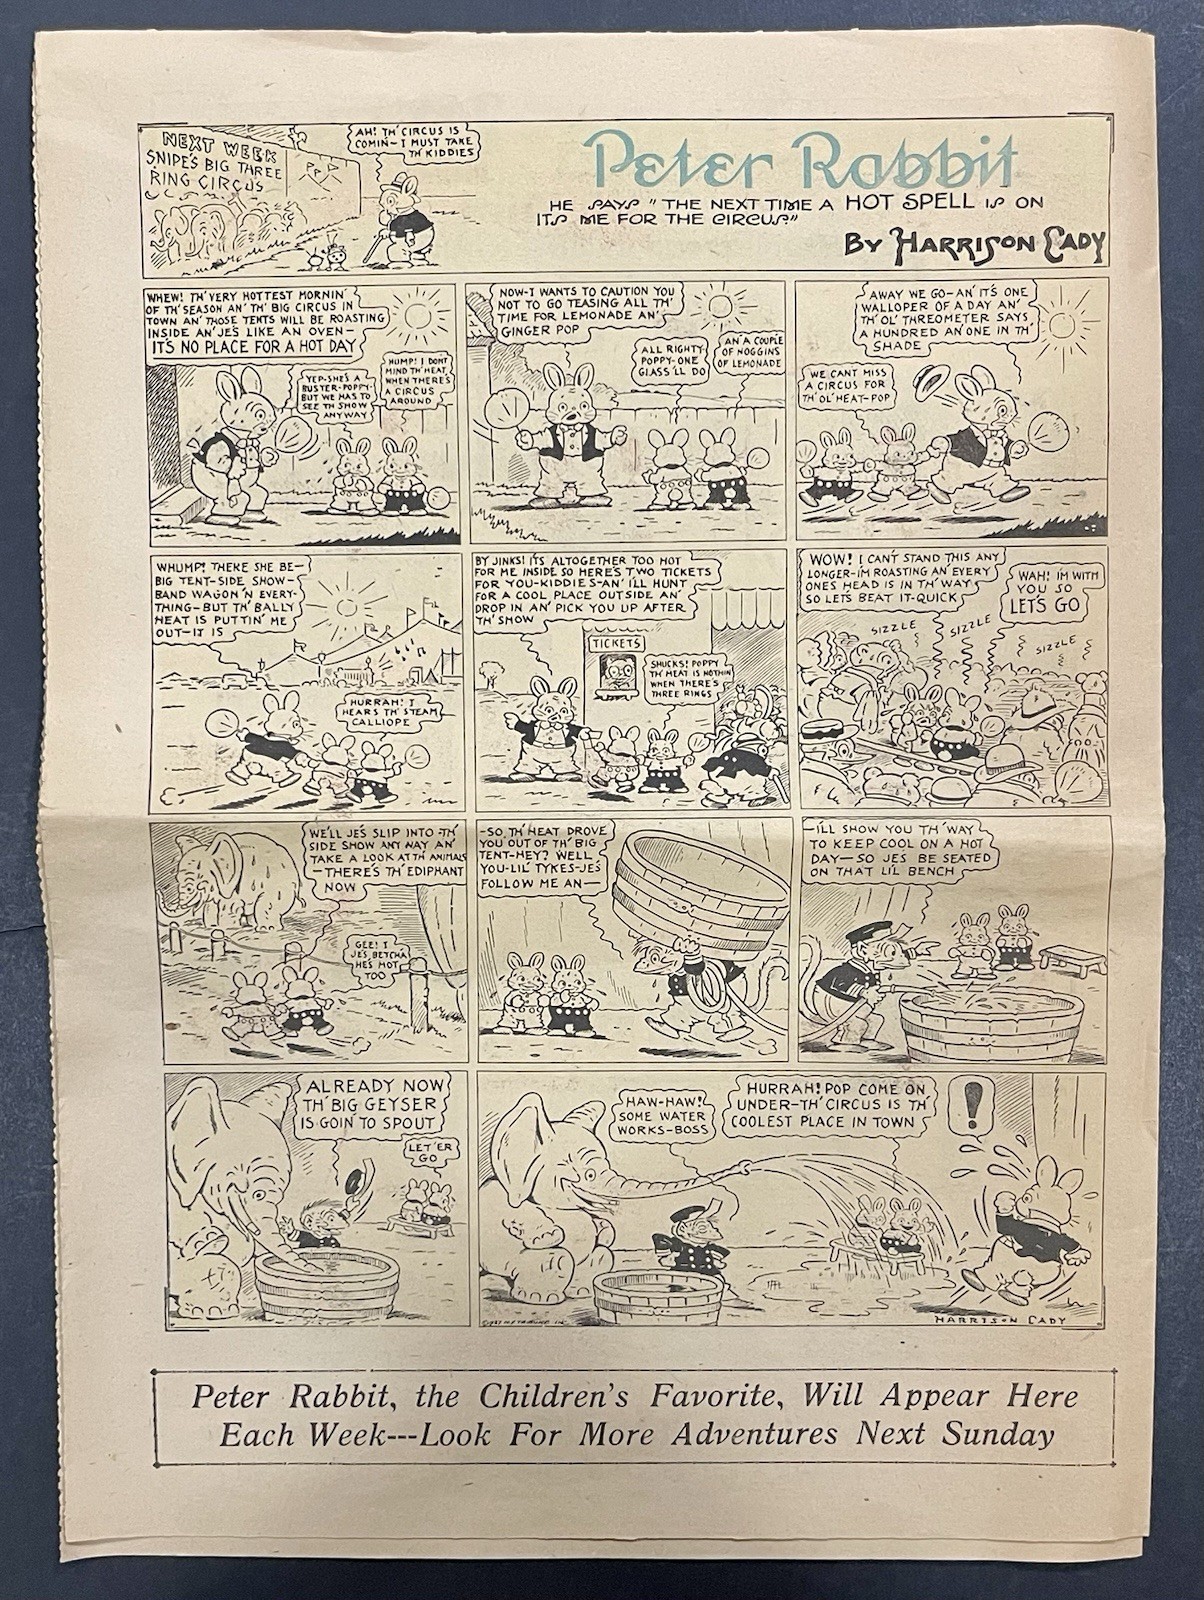 NEXT WEEK
SNIPE'S BIG THREE
RING CIRCUS
AH! TH' CIRCUS IS
COMIN- I MUST TAKE
TH' KIDDIES
Peter Rabbit
HE SAYS "THE NEXT TIME A HOT SPELL IS ON
ITS ME FOR THE CIRCUS"
BY HARRISON CADY
WHEW! TH' VERY HOTTEST MORNIN'
OF TH' SEASON AN' TH' BIG CIRCUS IN
TOWN AN' THOSE TENTS WILL BE ROASTING
INSIDE AN' JES LIKE AN OVEN-
IT'S NO PLACE FOR A HOT DAY
YEP-SHE'S A
BUSTER-POPPY-
BUT WE HAS TO
SEE TH' SHOW
ANYWAY
HUMP! I DONT
MIND TH' HEAT
WHEN THERE'S
A CIRCUS
AROUND
NOW-I WANTS TO CAUTION YOU
NOT TO GO TEASING ALL TH'
TIME FOR LEMONADE AN'
GINGER POP
ALL RIGHTY
POPPY-ONE
GLASS'LL DO
AN' A COUPLE
OF NOGGINS
OF LEMONADE
AWAY WE GO-AN' IT'S ONE
WALLOPER OF A DAY AN'
TH' OL' THREOMETER SAYS
A HUNDRED AN' ONE IN TH'
SHADE
WE CANT MISS
A CIRCUS FOR
TH' OL' HEAT-POP
WHUMP! THERE SHE BE-
BIG TENT-SIDE SHOW-
BAND WAGON 'N EVERY-
THING-BUT TH' BALLY
HEAT IS PUTTIN' ME
OUT-IT IS
HURRAH! I
HEARS TH' STEAM
CALLIOPE
BY JINKS! ITS ALTOGETHER TOO HOT
FOR ME INSIDE SO HERE'S TWO TICKETS
FOR YOU-KIDDIES-AN' I'LL HUNT
FOR A COOL PLACE OUTSIDE AN'
DROP IN AN' PICK YOU UP AFTER
TH' SHOW
TICKETS
SHUCKS! POPPY
TH' HEAT IS NOTHIN'
WHEN THERE'S
THREE RINGS
WOW! I CAN'T STAND THIS ANY
LONGER-I'M ROASTING AN' EVERY
ONES HEAD IS IN TH' WAY
SO LETS BEAT IT-QUICK
WAH! IM WITH
YOU SO
LET'S GO
SIZZLE
SIZZLE
SIZZLE
WE'LL JES SLIP INTO TH'
SIDE SHOW ANY WAY AN'
TAKE A LOOK AT TH' ANIMALS
-THERE'S TH' EDIPHANT
NOW
GEE! I
JES BETCHA
HE'S HOT
TOO
-SO, TH' HEAT DROVE
YOU OUT OF TH' BIG
TENT-HEY? WELL
YOU-LIL' TYKES-JES
FOLLOW ME AN-
-I'LL SHOW YOU TH' WAY
TO KEEP COOL ON A HOT
DAY-SO JES BE SEATED
ON THAT LI'L BENCH
ALREADY NOW
TH' BIG GEYSER
IS GOIN' TO SPOUT
LET 'ER
GO
HAW-HAW!
SOME WATER
WORKS-BOSS
HURRAH! POP COME ON
UNDER-TH' CIRCUS IS TH'
COOLEST PLACE IN TOWN
!
HARRISON CADY
Peter Rabbit, the Children's Favorite, Will Appear Here
Each Week---Look For More Adventures Next Sunday